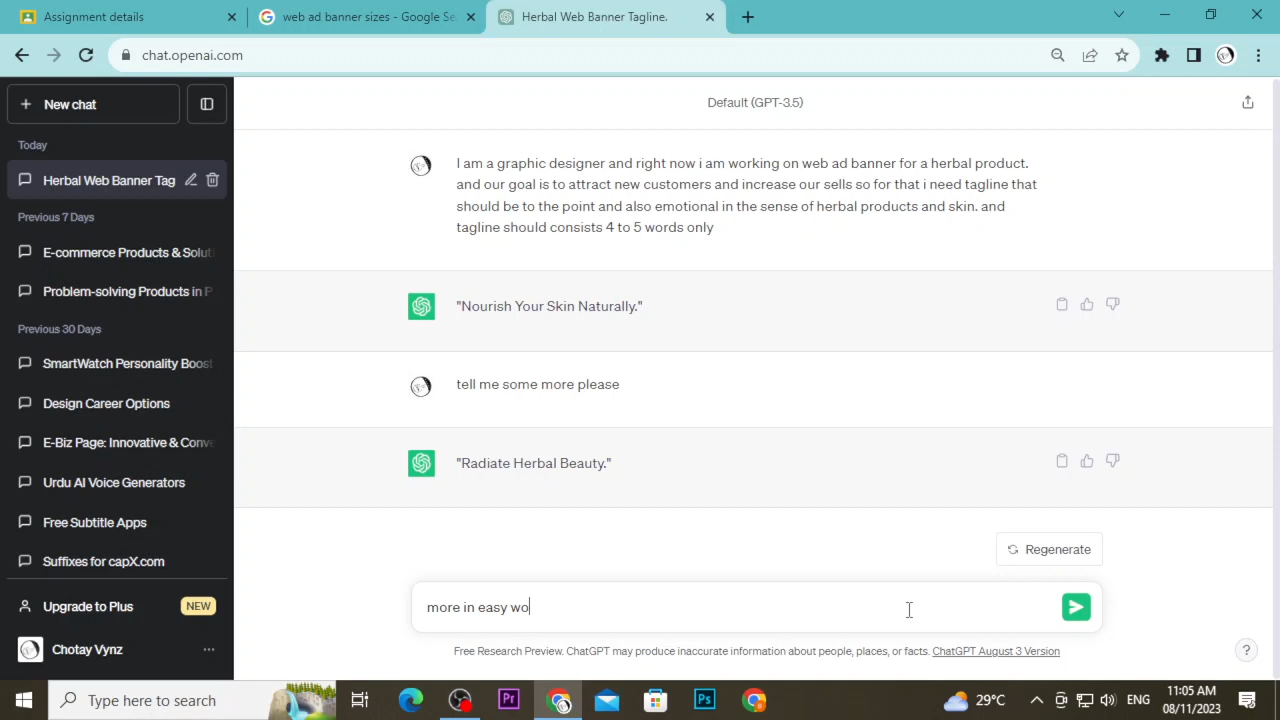 Assignment details
web ad banner sizes - Google Se
Herbal Web Banner Tagline.
chat.openai.com
New chat
Default (GPT-3.5)
Today
Herbal Web Banner Tag
Previous 7 Days
E-commerce Products & Soluti
Problem-solving Products in P
Previous 30 Days
SmartWatch Personality Boost
Design Career Options
E-Biz Page: Innovative & Conve
Urdu AI Voice Generators
Free Subtitle Apps
Suffixes for capX.com
Upgrade to Plus
NEW
Chotay Vynz
I am a graphic designer and right now i am working on web ad banner for a herbal product.
and our goal is to attract new customers and increase our sells so for that i need tagline that
should be to the point and also emotional in the sense of herbal products and skin. and
tagline should consists 4 to 5 words only
"Nourish Your Skin Naturally."
tell me some more please
"Radiate Herbal Beauty."
Regenerate
more in easy wo
Free Research Preview. ChatGPT may produce inaccurate information about people, places, or facts. ChatGPT August 3 Version
?
Type here to search
Pr
Ps
29°C
ENG
11:05 AM
08/11/2023